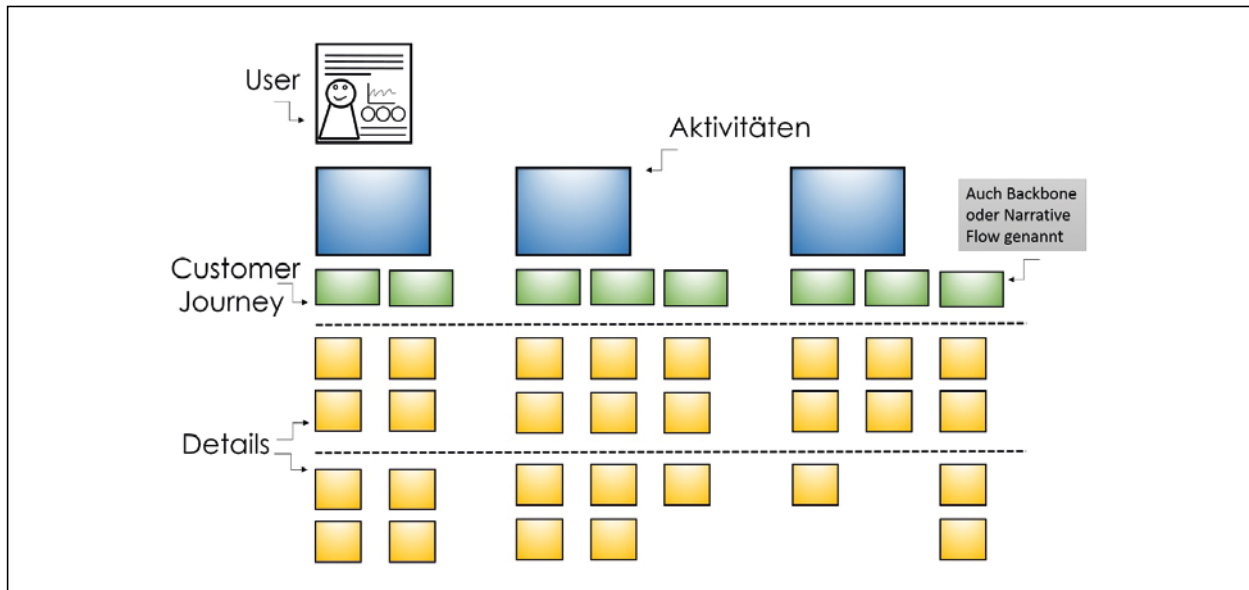 User
Aktivitäten
Auch Backbone
oder Narrative
Flow genannt
Customer
Journey
Details